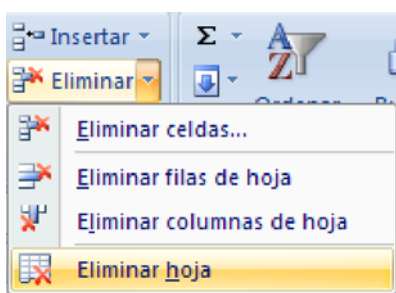 Insertar Σ
Eliminar
Eliminar celdas...
Eliminar filas de hoja
Eliminar columnas de hoja
Eliminar hoja